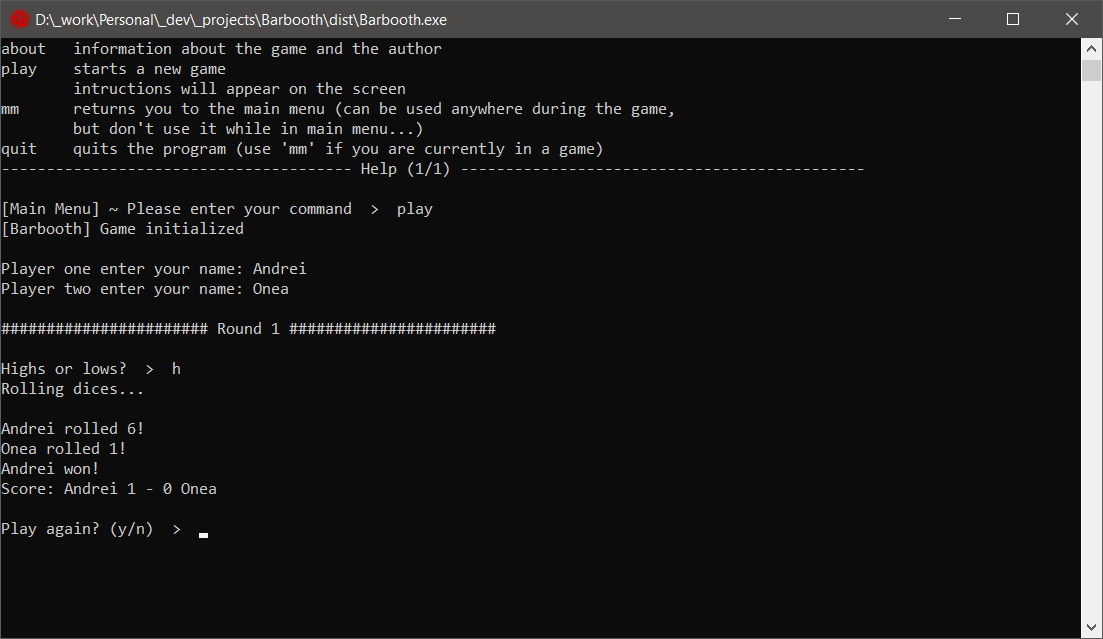 D:\_work\Personal\_dev\_projects\Barbooth\dist\Barbooth.exe
about   information about the game and the author
play    starts a new game
        intructions will appear on the screen
mm      returns you to the main menu (can be used anywhere during the game,
        but don't use it while in main menu...)
quit    quits the program (use 'mm' if you are currently in a game)
--------------------------------------- Help (1/1) ---------------------------------------------
[Main Menu] ~ Please enter your command  >  play
[Barbooth] Game initialized
Player one enter your name: Andrei
Player two enter your name: Onea
####################### Round 1 #######################
Highs or lows?  >  h
Rolling dices...
Andrei rolled 6!
Onea rolled 1!
Andrei won!
Score: Andrei 1 - 0 Onea
Play again? (y/n)  >